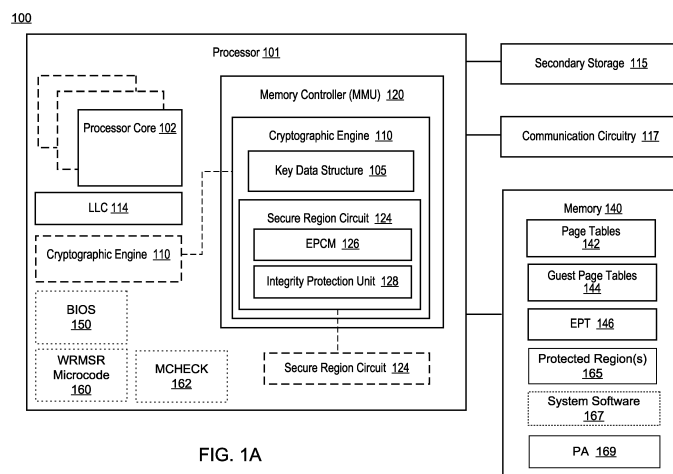 100
Processor 101
Processor Core 102
LLC 114
Cryptographic Engine 110
BIOS
150
WRMSR
Microcode
160
MCHECK
162
Memory Controller (MMU) 120
Cryptographic Engine 110
Key Data Structure 105
Secure Region Circuit 124
EPCM 126
Integrity Protection Unit 128
Secure Region Circuit 124
Secondary Storage 115
Communication Circuitry 117
Memory 140
Page Tables
142
Guest Page Tables
144
EPT 146
Protected Region(s)
165
System Software
167
PA 169
FIG. 1A